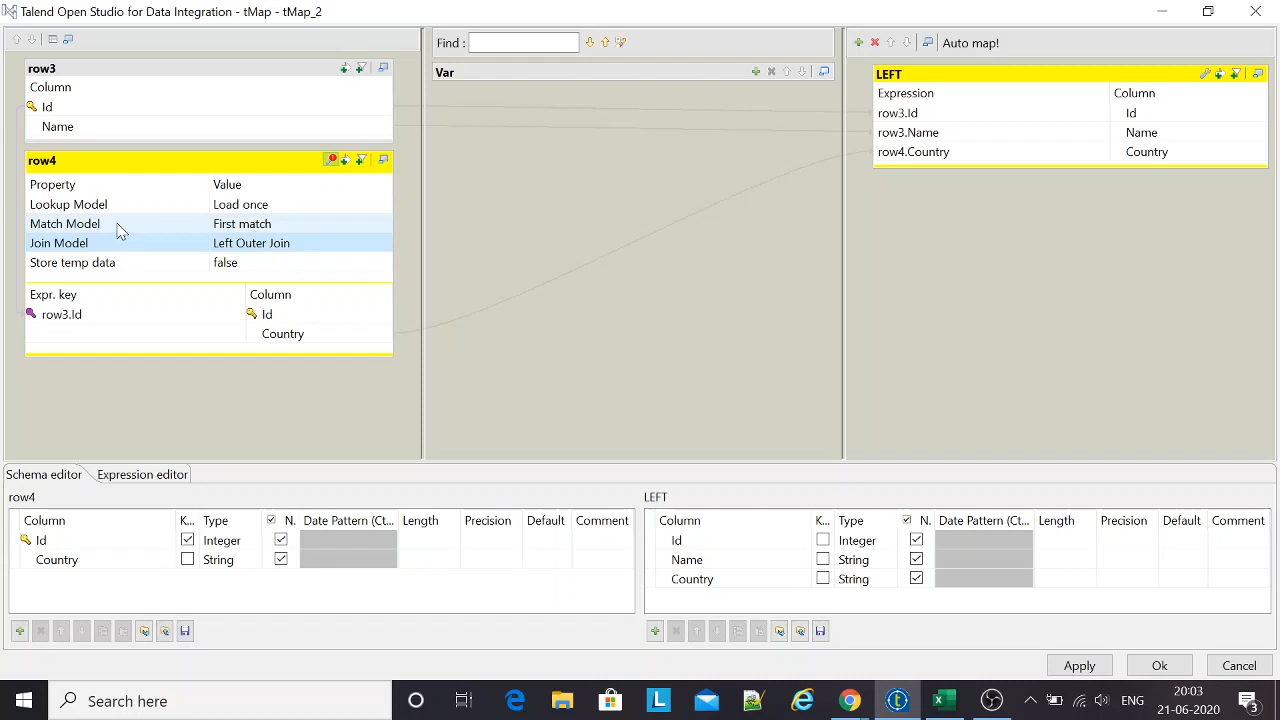 Talend Open Studio for Data Integration - tMap - tMap_2
row3
Column
Id
Name
row4
Property Value
Lookup Model Load once
Match Model First match
Join Model Left Outer Join
Store temp data false
Expr. key Column
row3.Id Id
Country
Find :
Var
Auto map!
LEFT
Expression Column
row3.Id Id
row3.Name Name
row4.Country Country
Schema editor Expression editor
row4
Column K... Type N. Date Pattern (Ct... Length Precision Default Comment
Id Integer
Country String
LEFT
Column K... Type N. Date Pattern (Ct... Length Precision Default Comment
Id Integer
Name String
Country String
Apply Ok Cancel
Search here
L
ENG
20:03
21-06-2020
3